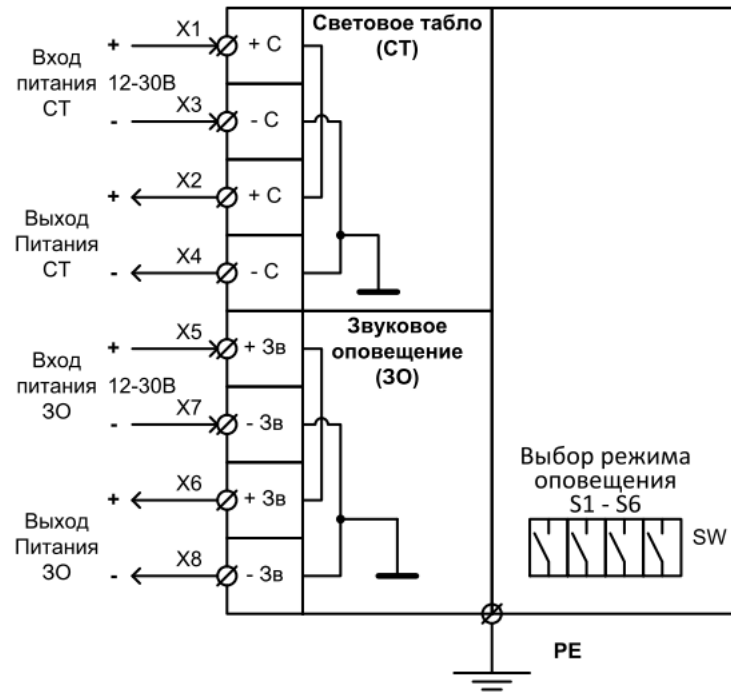 Световое табло
(СТ)
Вход
питания 12-30В
СТ
+ X1 + С
- X3 - С
Выход
Питания
СТ
+ X2 + С
- X4 - С
Звуковое
оповещение
(ЗО)
Вход
питания 12-30В
ЗО
+ X5 + Зв
- X7 - Зв
Выход
Питания
ЗО
+ X6 + Зв
- X8 - Зв
Выбор режима
оповещения
S1 - S6
SW
PE